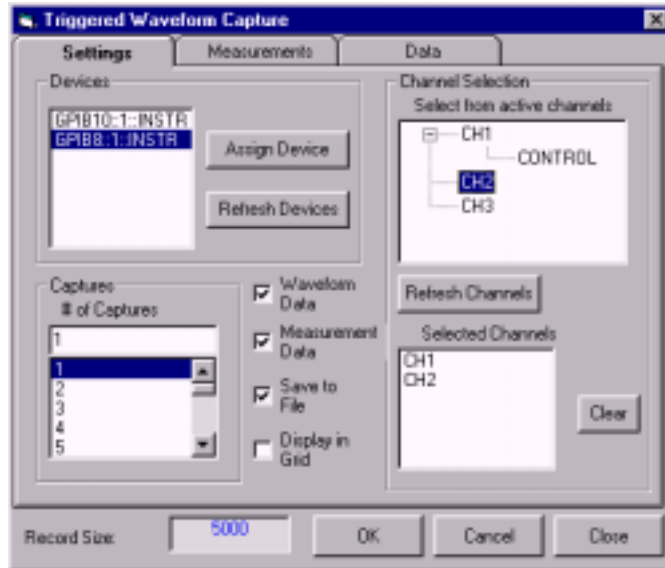 Triggered Waveform Capture
Settings
Measurements
Data
Devices
GPIB10::1::INSTR
GPIB8::1::INSTR
Assign Device
Refresh Devices
Captures
# of Captures
1
1
2
3
4
5
Waveform
Data
Measurement
Data
Save to
File
Display in
Grid
Channel Selection
Select from active channels
CH1
CONTROL
CH2
CH3
Refresh Channels
Selected Channels
CH1
CH2
Clear
Record Size:
5000
OK
Cancel
Close